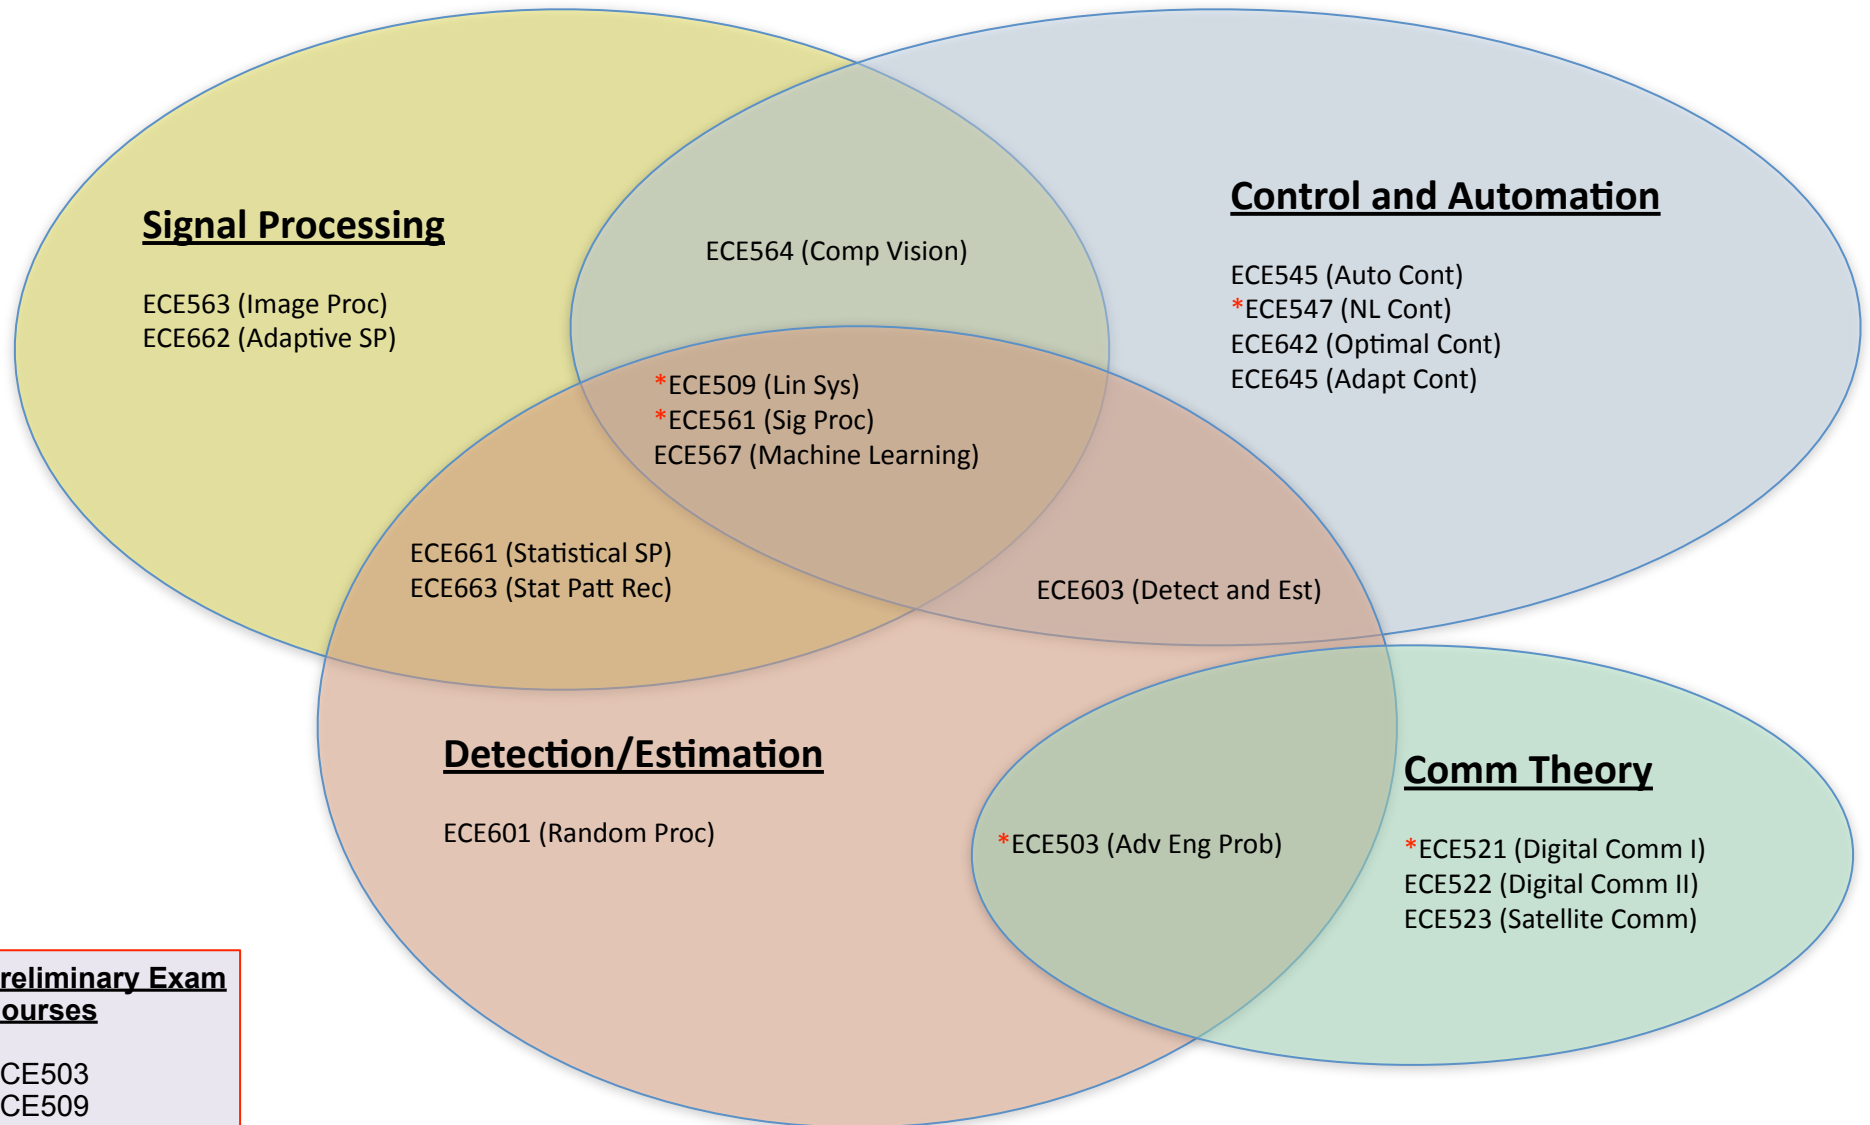 Signal Processing
ECE563 (Image Proc)
ECE662 (Adaptive SP)
ECE564 (Comp Vision)
Control and Automation
ECE545 (Auto Cont)
*ECE547 (NL Cont)
ECE642 (Optimal Cont)
ECE645 (Adapt Cont)
*ECE509 (Lin Sys)
*ECE561 (Sig Proc)
ECE567 (Machine Learning)
ECE661 (Statistical SP)
ECE663 (Stat Patt Rec)
ECE603 (Detect and Est)
Detection/Estimation
ECE601 (Random Proc)
*ECE503 (Adv Eng Prob)
Comm Theory
*ECE521 (Digital Comm I)
ECE522 (Digital Comm II)
ECE523 (Satellite Comm)
reliminary Exam
ourses
CE503
CE509